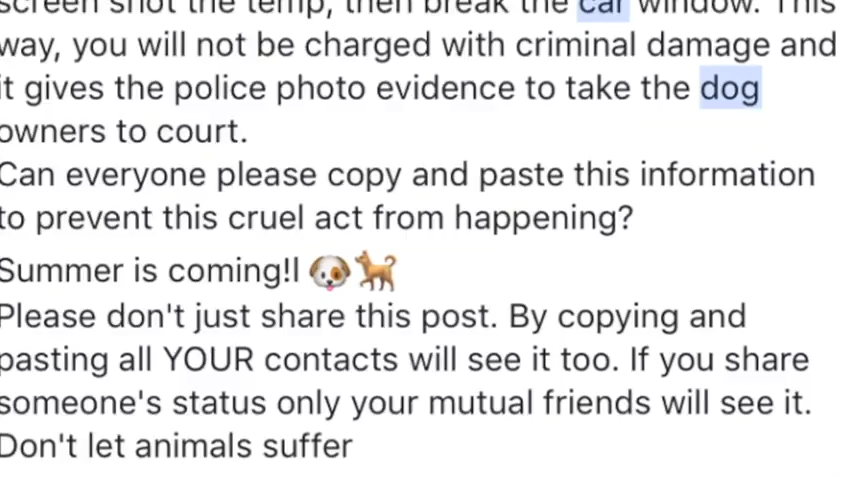 screen shot the temp, then break the car window. This
way, you will not be charged with criminal damage and
it gives the police photo evidence to take the dog
owners to court.
Can everyone please copy and paste this information
to prevent this cruel act from happening?
Summer is coming!l 🐶🐕
Please don't just share this post. By copying and
pasting all YOUR contacts will see it too. If you share
someone's status only your mutual friends will see it.
Don't let animals suffer